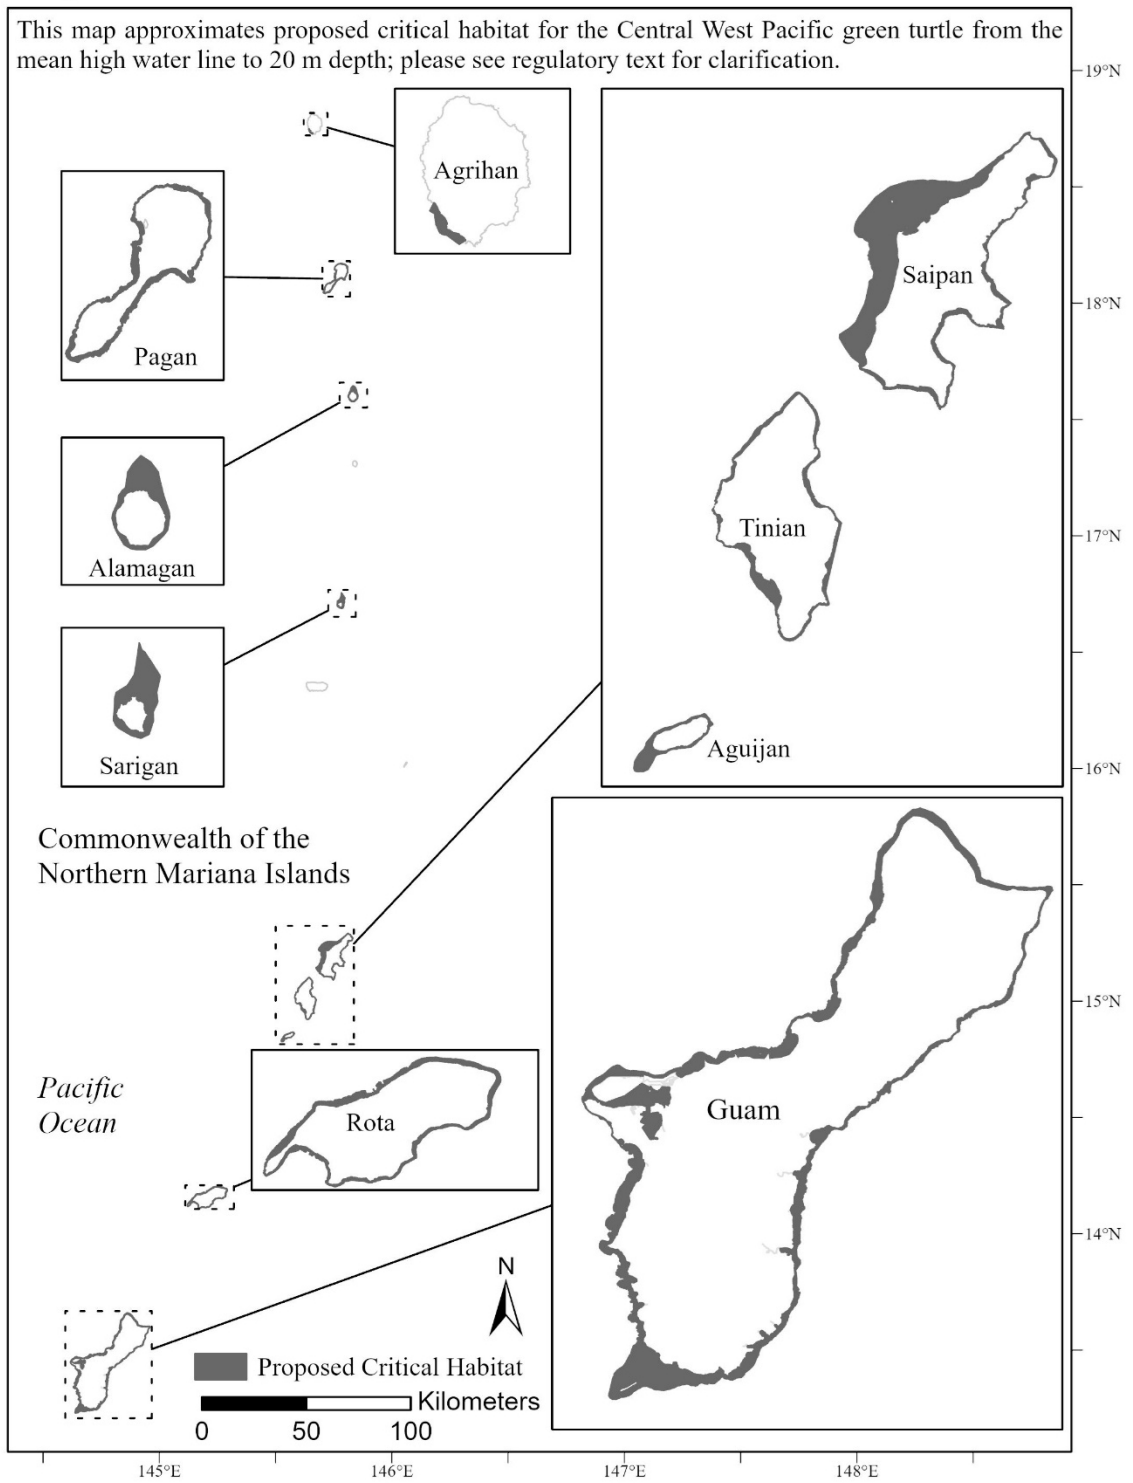 This map approximates proposed critical habitat for the Central West Pacific green turtle from the
mean high water line to 20 m depth; please see regulatory text for clarification.
19°N
Agrihan
Saipan
18°N
Pagan
Alamagan
Tinian
17°N
Sarigan
Aguijan
16°N
Commonwealth of the
Northern Mariana Islands
15°N
Pacific
Ocean
Rota
Guam
14°N
N
Proposed Critical Habitat
Kilometers
0 50 100
145°E 146°E 147°E 148°E